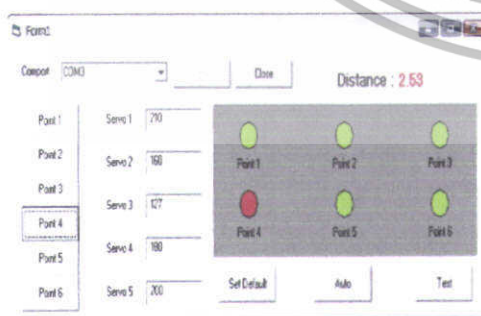 Form1
Comport COM3 Close Distance : 2.53
Point 1 Servo 1 210
Point 2 Servo 2 160
Point 1 Point 2 Point 3
Point 3 Servo 3 127
Point 4
Point 4 Point 5 Point 6
Point 5 Servo 4 180
Point 6 Servo 5 200
Set Default Auto Test